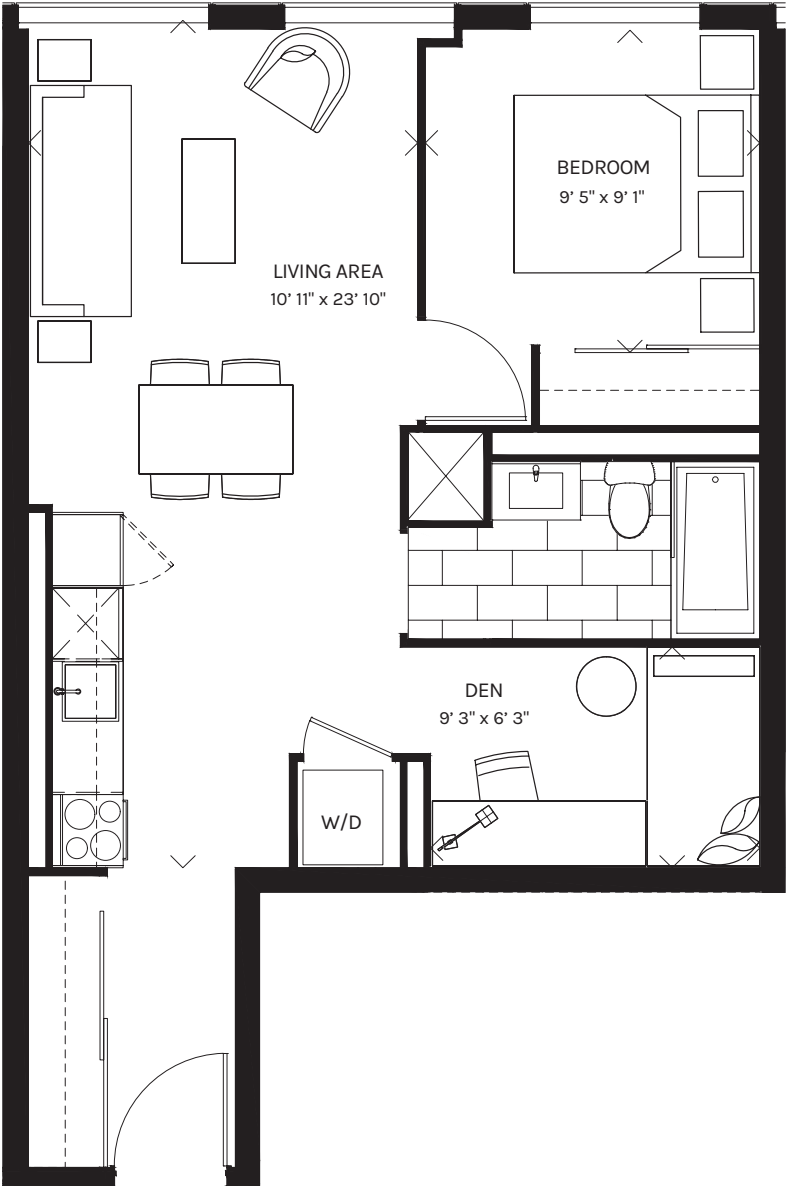 BEDROOM
9’ 5" x 9’ 1"
LIVING AREA
10’ 11" x 23’ 10"
DEN
9’ 3" x 6’ 3"
W/D